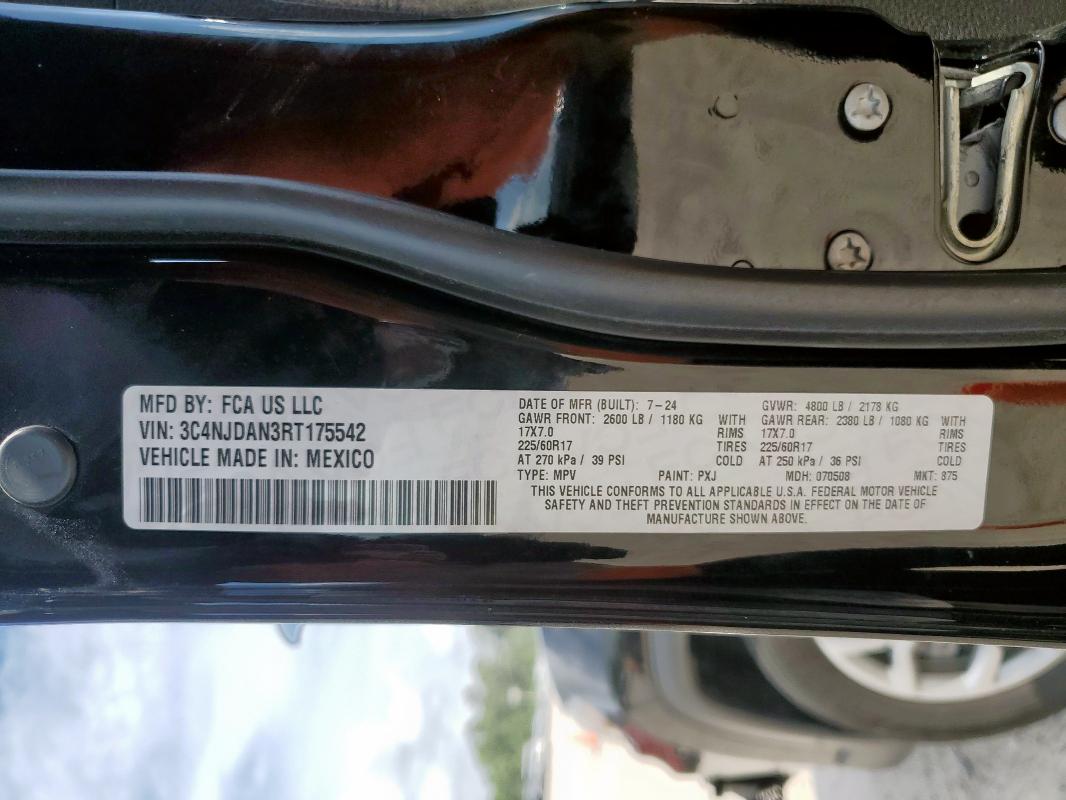 MFD BY: FCA US LLC
VIN: 3C4NJDAN3RT175542
VEHICLE MADE IN: MEXICO
DATE OF MFR (BUILT): 7-24 GVWR: 4800 LB / 2178 KG
GAWR FRONT: 2600 LB / 1180 KG WITH GAWR REAR: 2380 LB / 1080 KG WITH
17X7.0 RIMS 17X7.0 RIMS
225/60R17 TIRES 225/60R17 TIRES
AT 270 kPa / 39 PSI COLD AT 250 kPa / 36 PSI COLD
TYPE: MPV PAINT: PXJ MDH: 070508 MKT: 875
THIS VEHICLE CONFORMS TO ALL APPLICABLE U.S.A. FEDERAL MOTOR VEHICLE
SAFETY AND THEFT PREVENTION STANDARDS IN EFFECT ON THE DATE OF
MANUFACTURE SHOWN ABOVE.